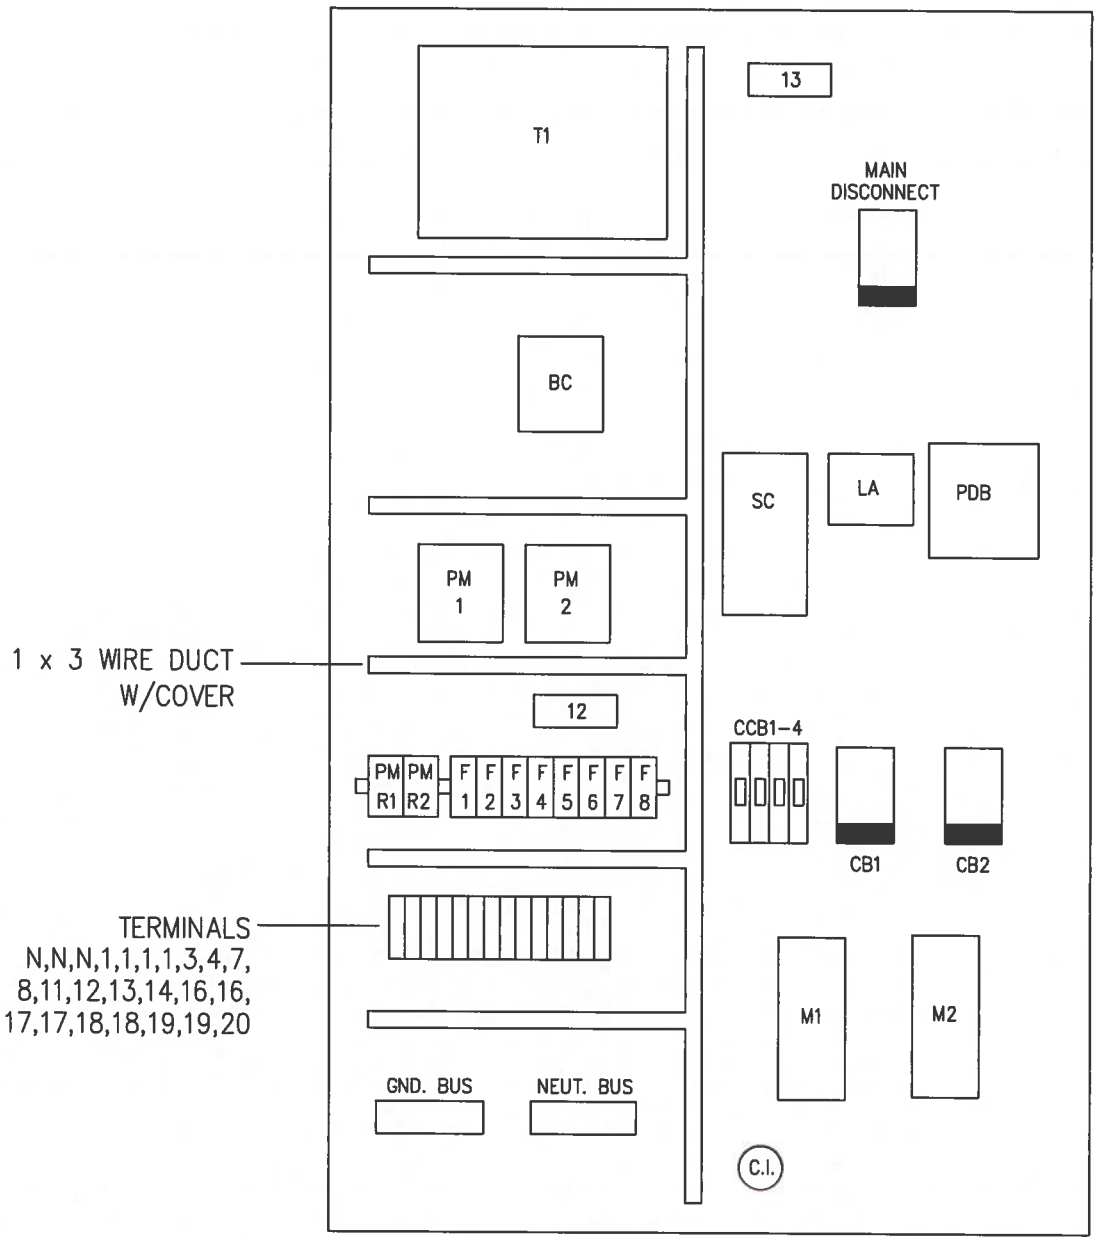 13
T1
MAIN
DISCONNECT
BC
SC
LA
PDB
PM
1
PM
2
1 x 3 WIRE DUCT
W/COVER
12
CCB1-4
PM
R1
PM
R2
F
1
F
2
F
3
F
4
F
5
F
6
F
7
F
8
CB1
CB2
TERMINALS
N,N,N,1,1,1,1,3,4,7,
8,11,12,13,14,16,16,
17,17,18,18,19,19,20
M1
M2
GND. BUS
NEUT. BUS
C.I.